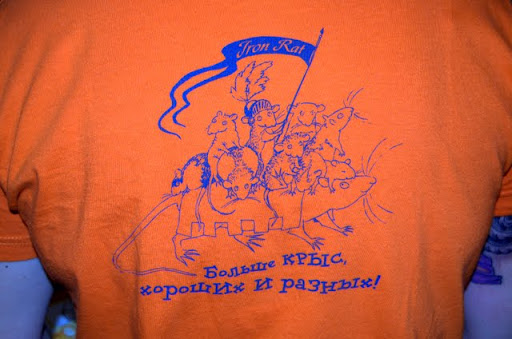 Iron Rat
Больше КРЫС,
хороших и разных!